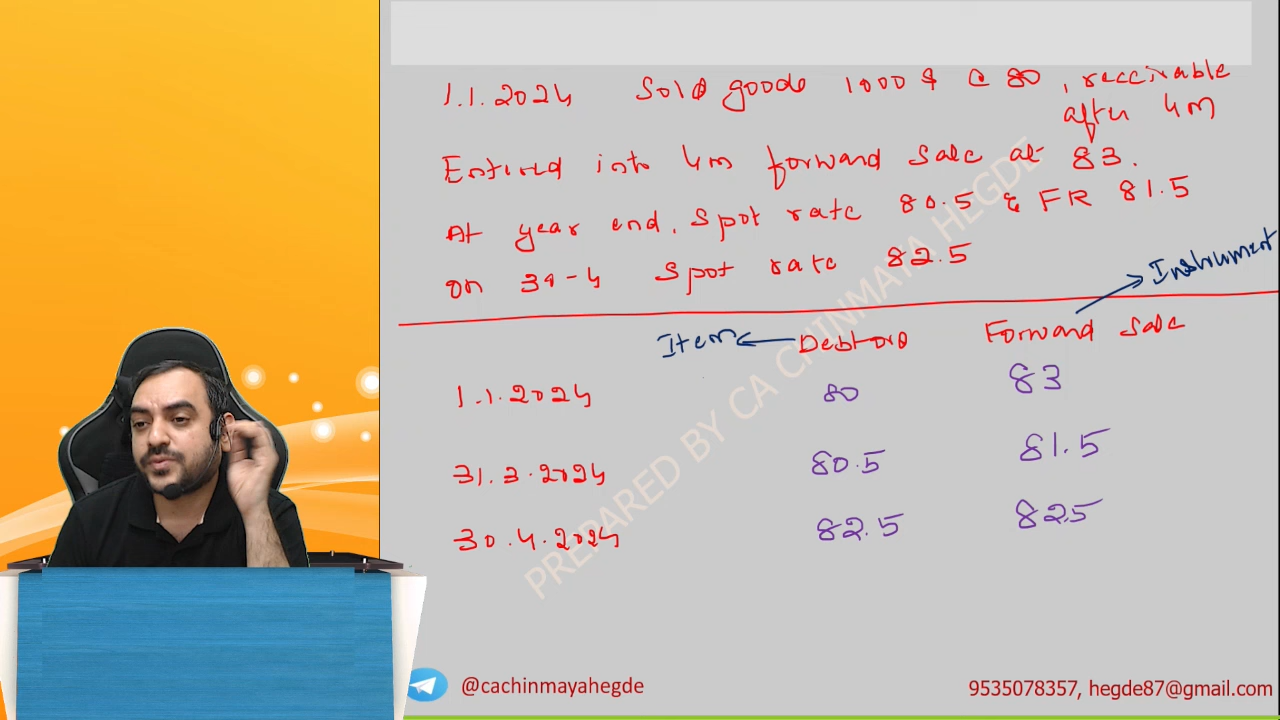 1.1.2024 Sold goods 1000 $ @ 80, receivable
after 4m
Entered into 4m forward sale at 83.
At year end, spot rate 80.5 & FR 81.5
on 30-4 spot rate 82.5
Instrument
Item Debtors Forward Sale
1.1.2024 80 83
31.3.2024 80.5 81.5
30.4.2024 82.5 82.5
PREPARED BY CA CHINMAYA HEGDE
@cachinmayahegde
9535078357, hegde87@gmail.com